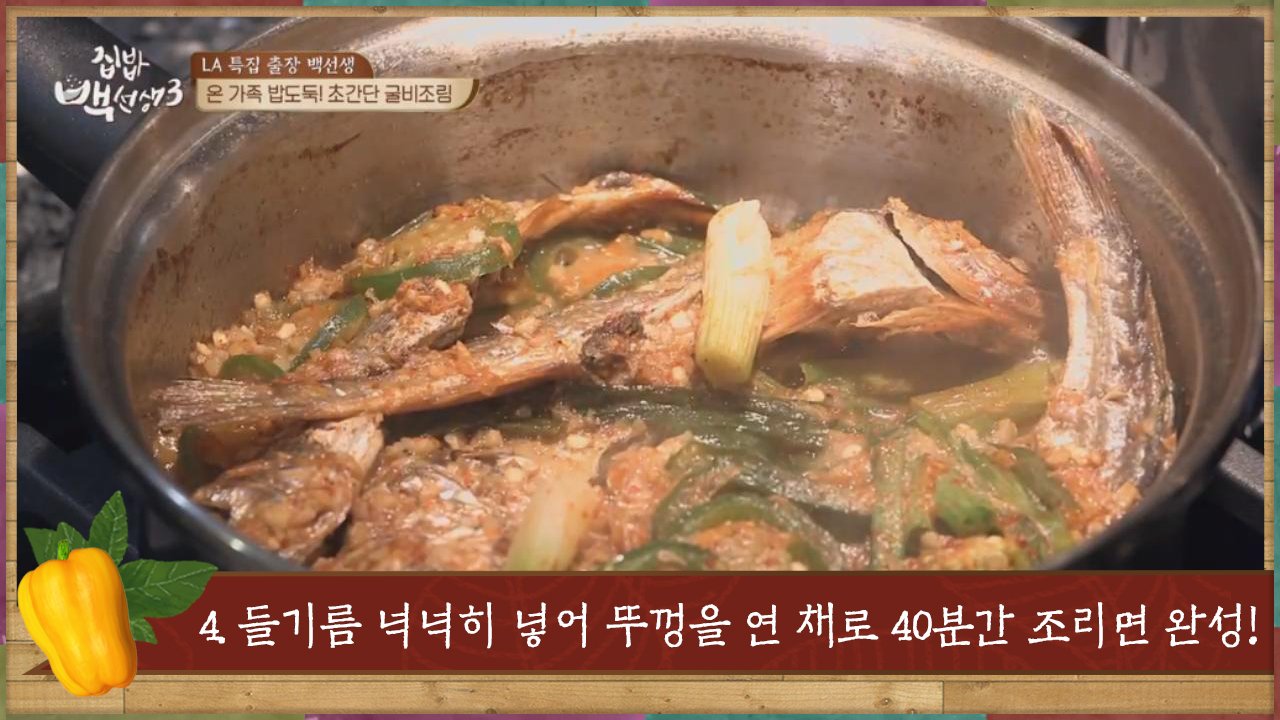 집밥
백선생3
LA 특집 출장 백선생
온 가족 밥도둑! 초간단 굴비조림
4. 들기름 넉넉히 넣어 뚜껑을 연 채로 40분간 조리면 완성!